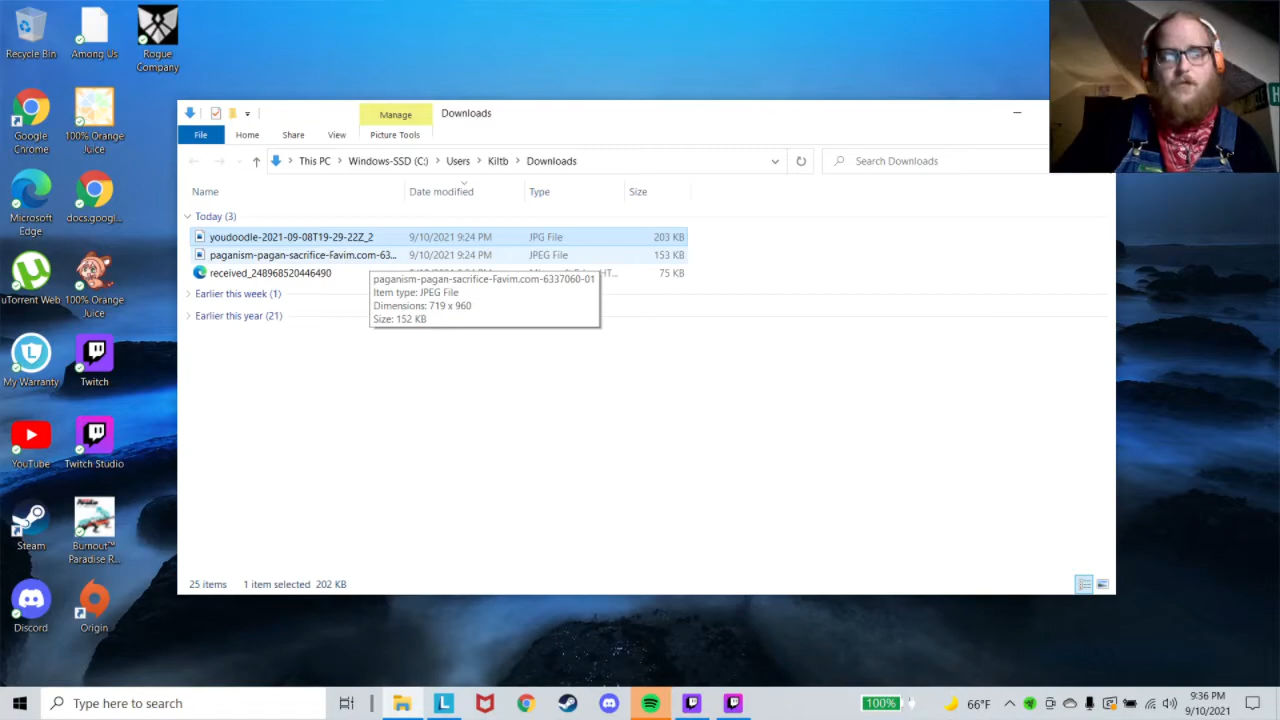 Recycle Bin
Among Us
Rogue Company
Google Chrome
100% Orange Juice
Microsoft Edge
docs.googl...
uTorrent Web
100% Orange Juice
My Warranty
Twitch
YouTube
Twitch Studio
Steam
Burnout™ Paradise R...
Discord
Origin
Manage
Downloads
File
Home
Share
View
Picture Tools
This PC > Windows-SSD (C:) > Users > Kiltb > Downloads
Search Downloads
Name
Date modified
Type
Size
Today (3)
youdoodle-2021-09-08T19-29-22Z_2 9/10/2021 9:24 PM JPG File 203 KB
paganism-pagan-sacrifice-Favim.com-63... 9/10/2021 9:24 PM JPEG File 153 KB
received_248968520446490 75 KB
paganism-pagan-sacrifice-Favim.com-6337060-01
Item type: JPEG File
Dimensions: 719 x 960
Size: 152 KB
Earlier this week (1)
Earlier this year (21)
25 items 1 item selected 202 KB
Type here to search
100%
66°F
9:36 PM
9/10/2021